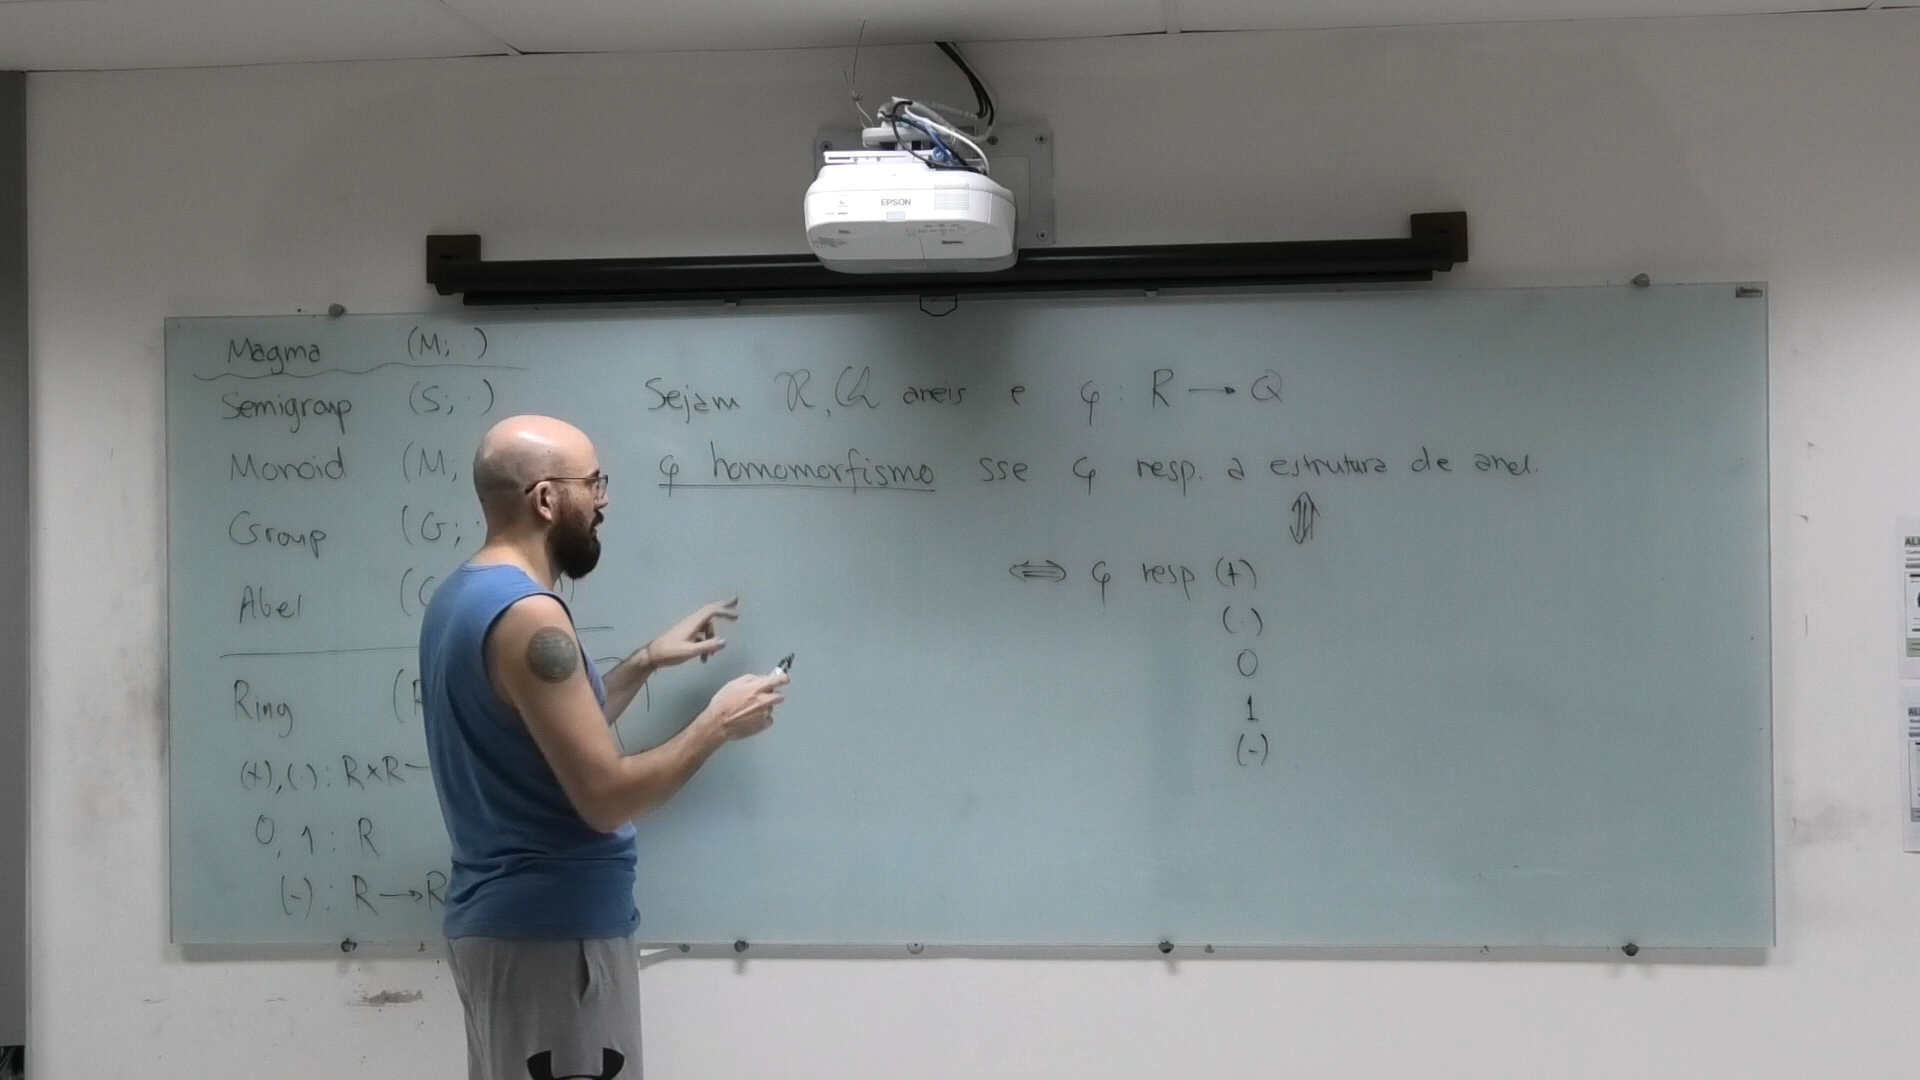 EPSON
Magma (M; ·)
Semigroup (S; ·)
Monoid (M;
Group (G;
Abel (G
Ring (R
(+), (·) : R×R →
0, 1 : R
(-) : R → R
Sejam R, Q aneis e φ : R → Q
φ homomorfismo sse φ resp. a estrutura de anel.
⇕
⇔ φ resp (+)
(·)
0
1
(-)